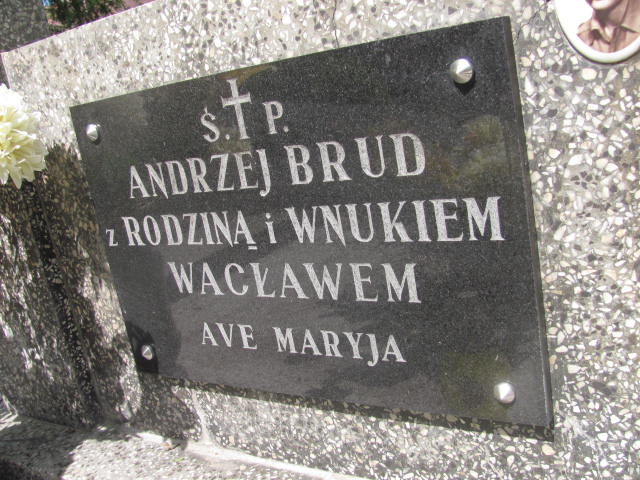 Ś.†P.
ANDRZEJ BRUD
z RODZINĄ i WNUKIEM
WACŁAWEM
AVE MARYJA